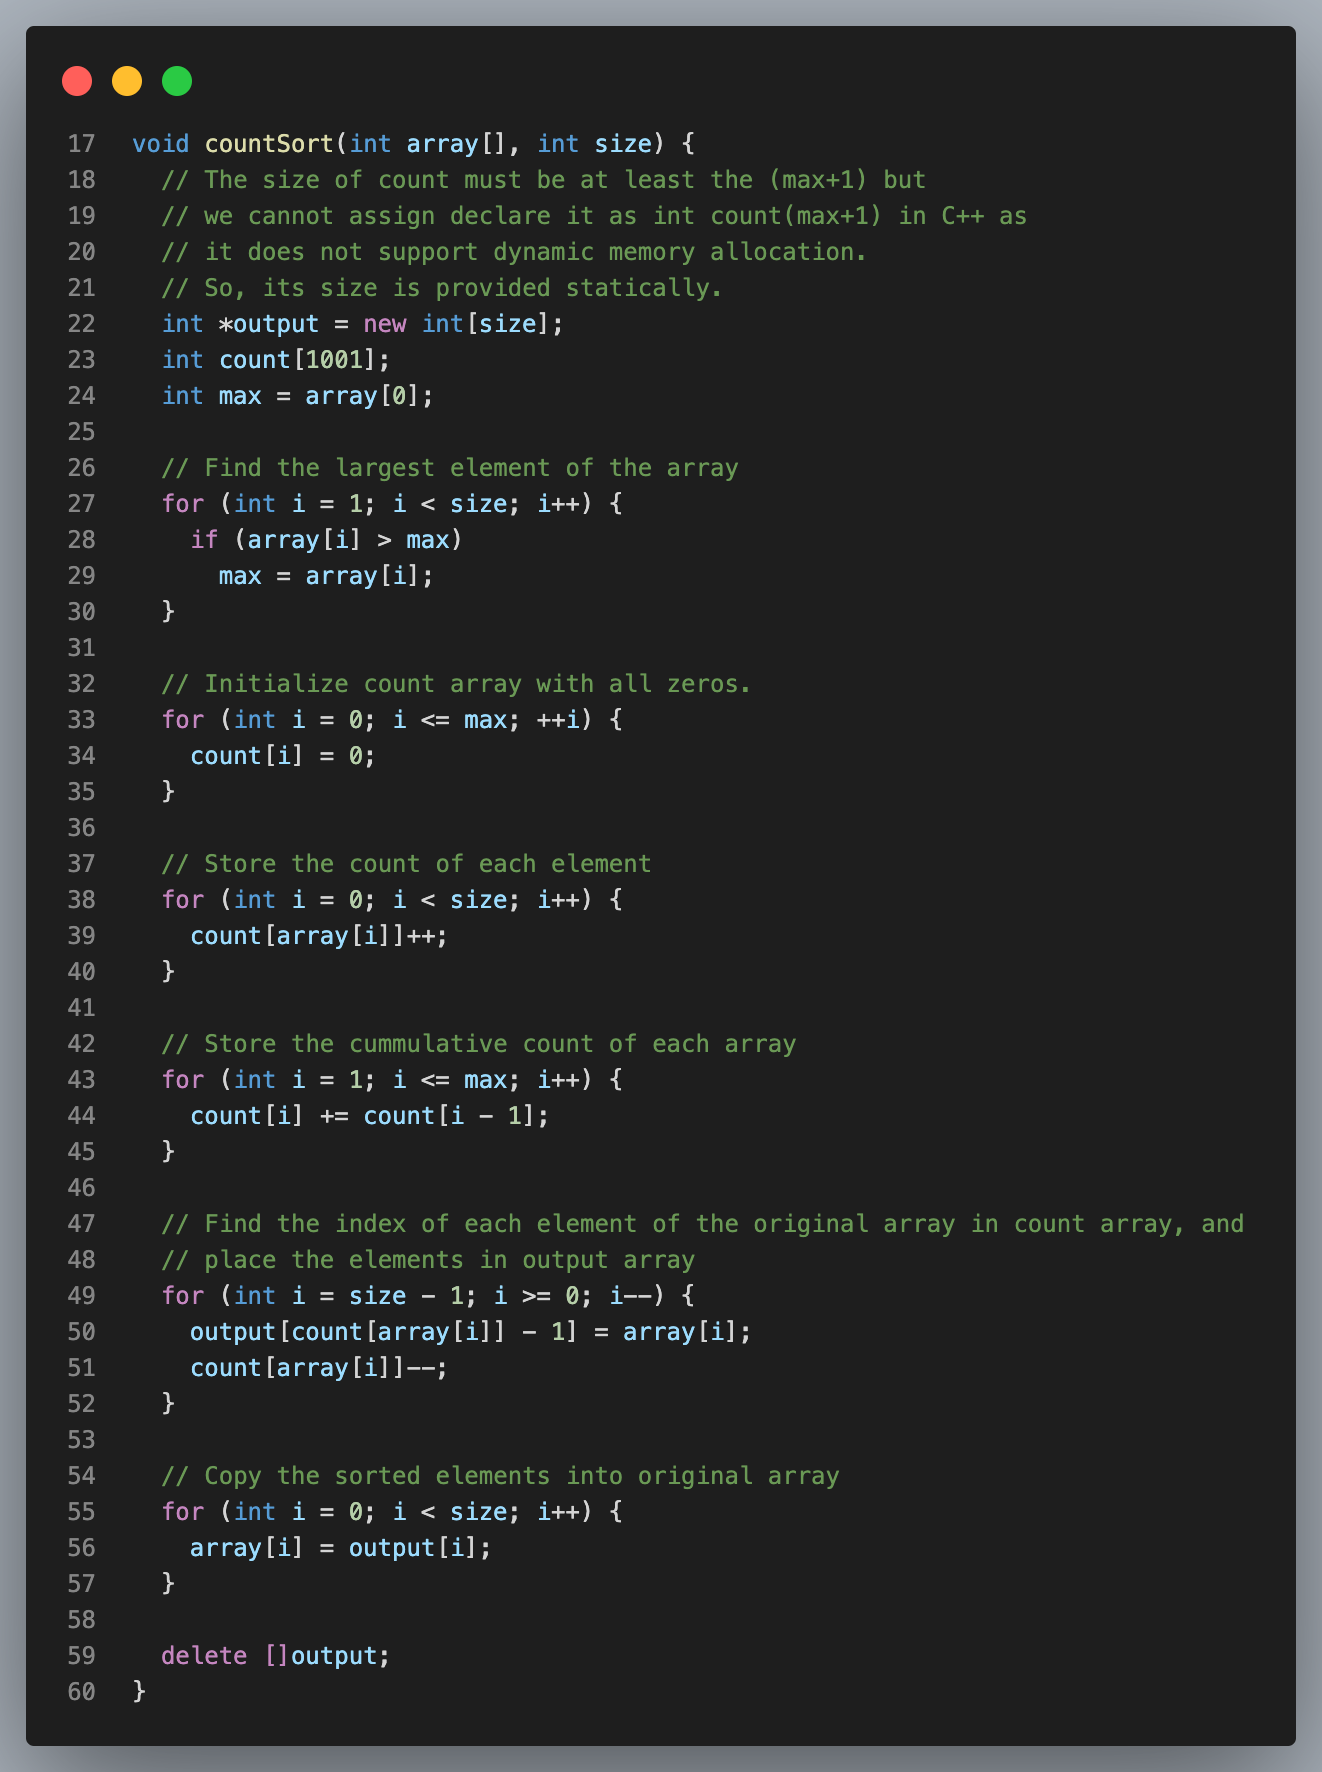 17 void countSort(int array[], int size) {
18   // The size of count must be at least the (max+1) but
19   // we cannot assign declare it as int count(max+1) in C++ as
20   // it does not support dynamic memory allocation.
21   // So, its size is provided statically.
22   int *output = new int[size];
23   int count[1001];
24   int max = array[0];
25
26   // Find the largest element of the array
27   for (int i = 1; i < size; i++) {
28     if (array[i] > max)
29       max = array[i];
30   }
31
32   // Initialize count array with all zeros.
33   for (int i = 0; i <= max; ++i) {
34     count[i] = 0;
35   }
36
37   // Store the count of each element
38   for (int i = 0; i < size; i++) {
39     count[array[i]]++;
40   }
41
42   // Store the cummulative count of each array
43   for (int i = 1; i <= max; i++) {
44     count[i] += count[i - 1];
45   }
46
47   // Find the index of each element of the original array in count array, and
48   // place the elements in output array
49   for (int i = size - 1; i >= 0; i--) {
50     output[count[array[i]] - 1] = array[i];
51     count[array[i]]--;
52   }
53
54   // Copy the sorted elements into original array
55   for (int i = 0; i < size; i++) {
56     array[i] = output[i];
57   }
58
59   delete []output;
60 }